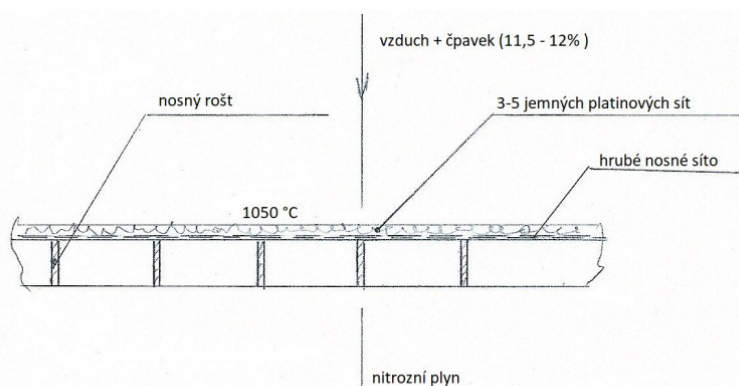 vzduch + čpavek (11,5 - 12% )
nosný rošt
3-5 jemných platinových sít
hrubé nosné síto
1050 °C
nitrozní plyn